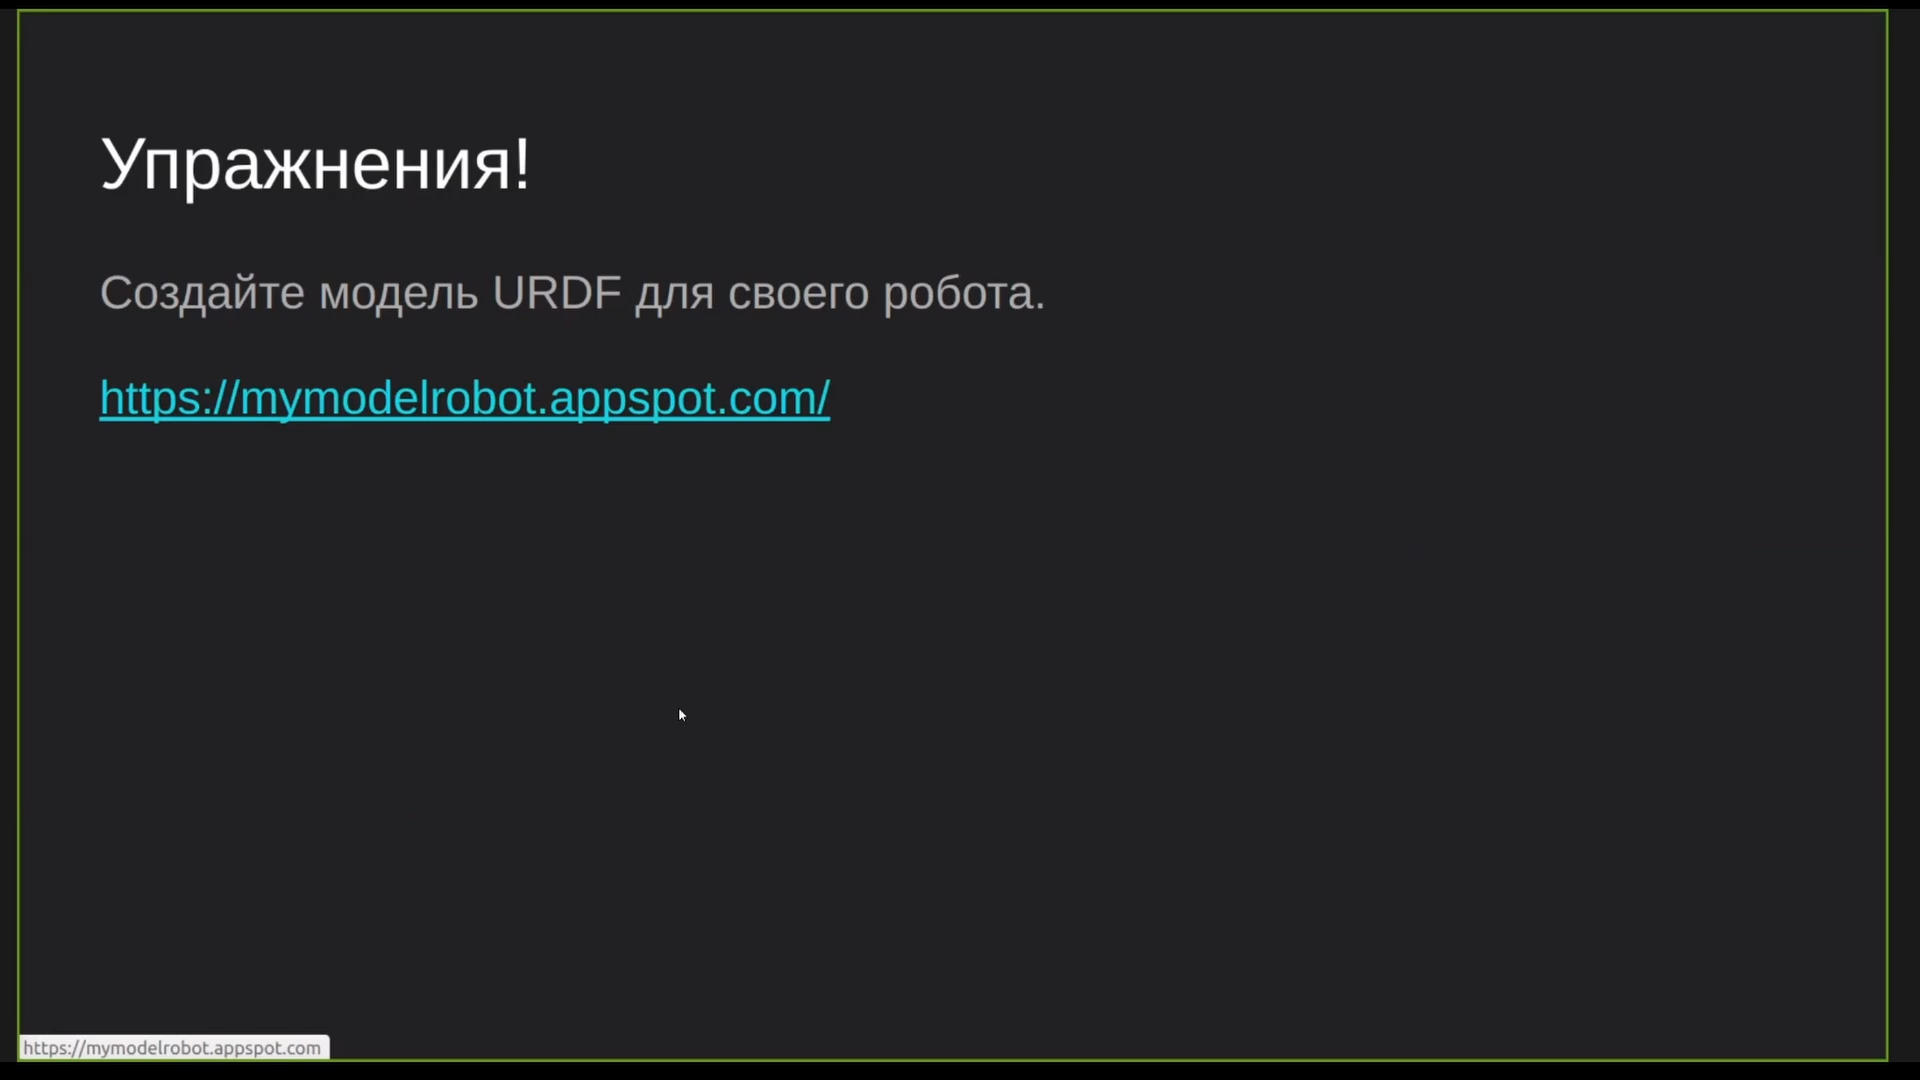 Упражнения!
Создайте модель URDF для своего робота.
https://mymodelrobot.appspot.com/
https://mymodelrobot.appspot.com